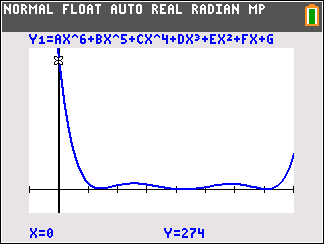 NORMAL FLOAT AUTO REAL RADIAN MP
Y₁=AX^6+BX^5+CX^4+DX³+EX²+FX+G
X=0 Y=274